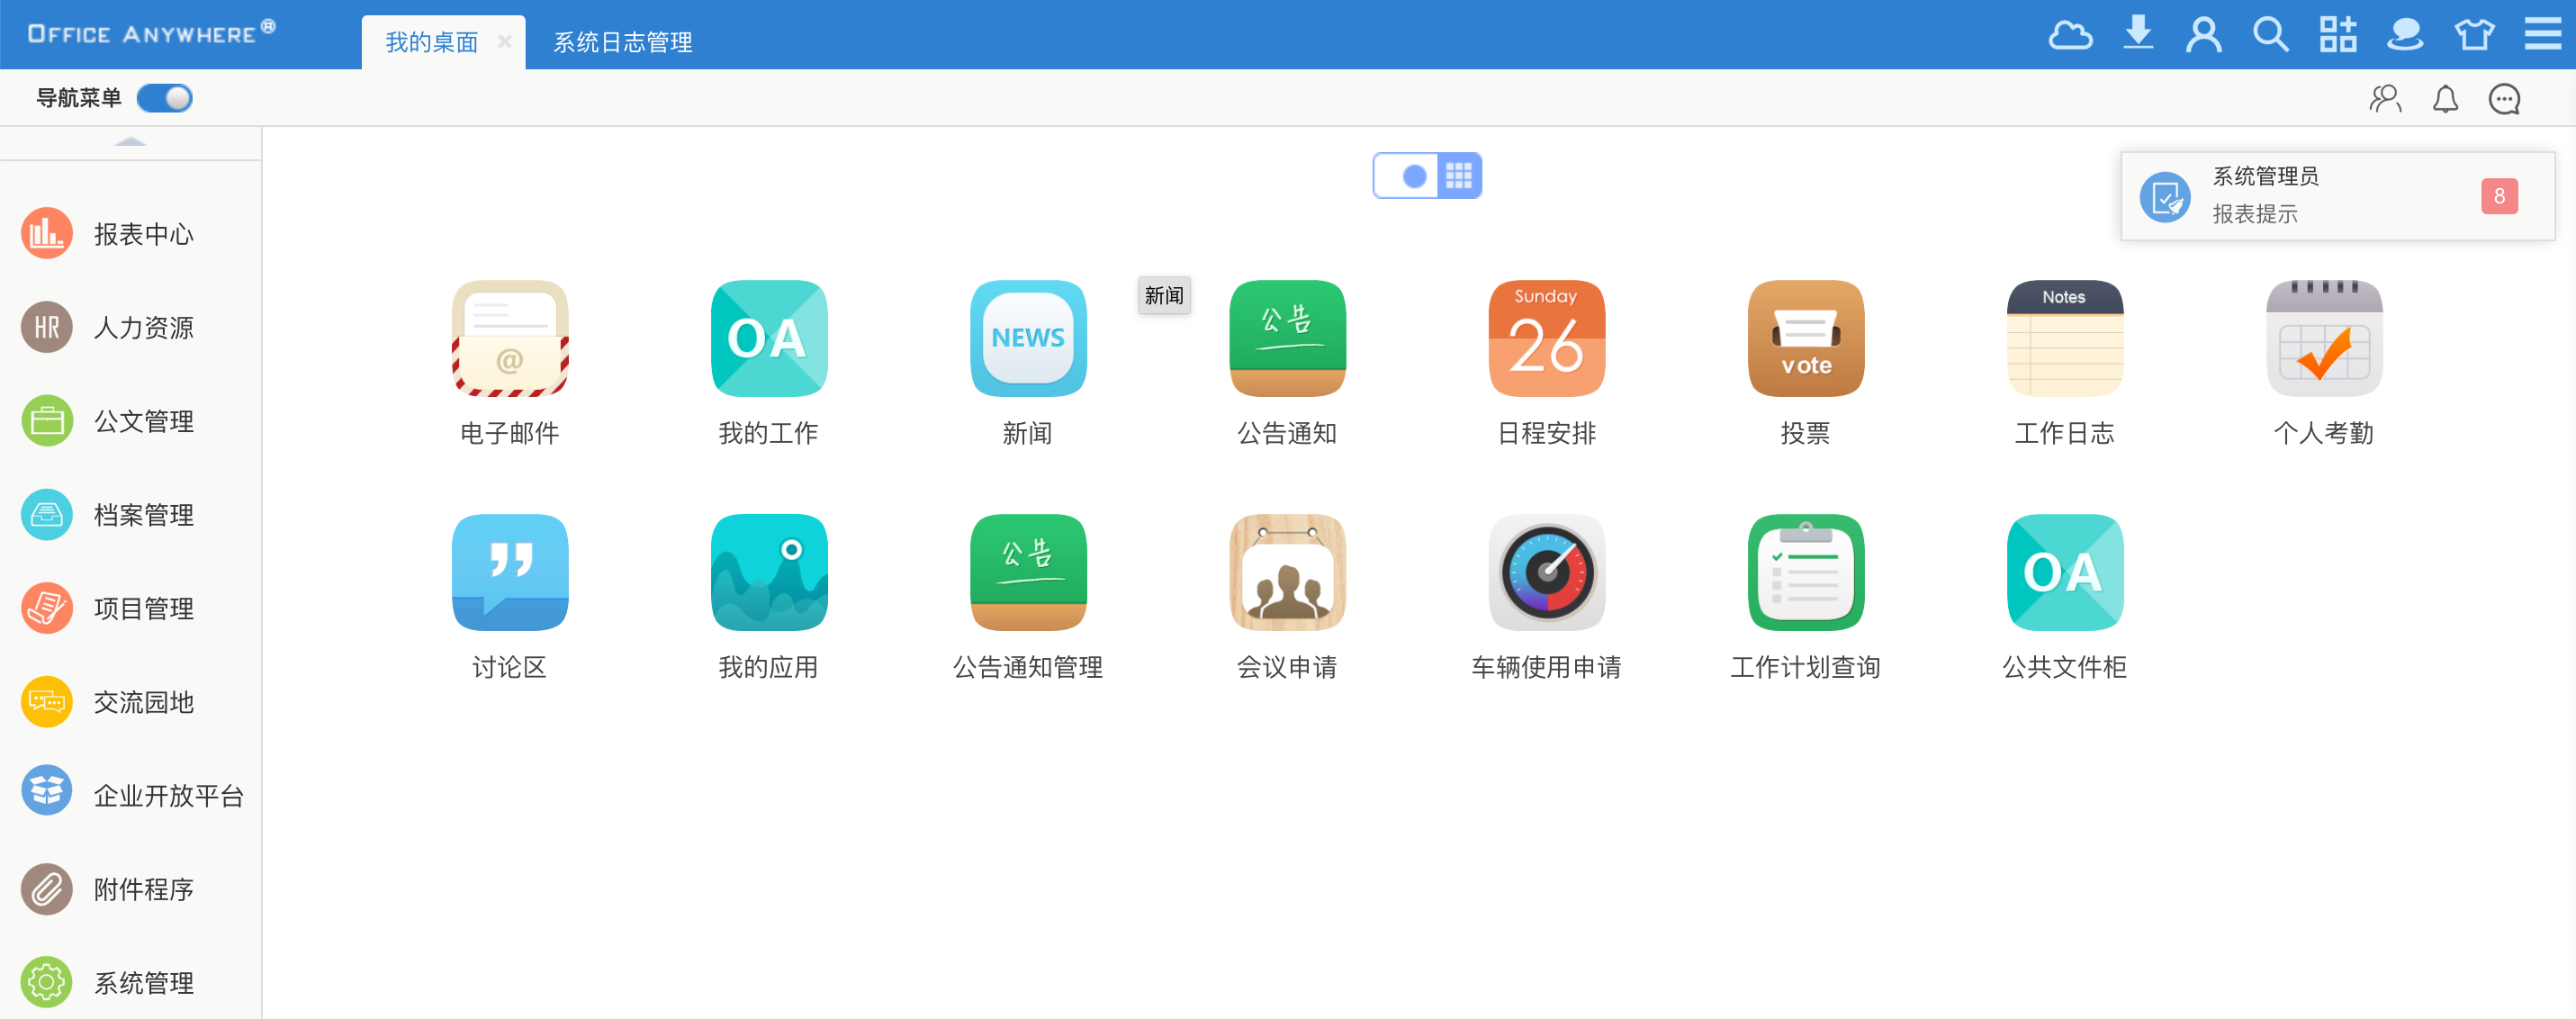 OFFICE ANYWHERE®
我的桌面
系统日志管理
导航菜单
系统管理员
报表提示
8
报表中心
HR
人力资源
公文管理
档案管理
项目管理
交流园地
企业开放平台
附件程序
系统管理
新闻
@
OA
NEWS
公告
Sunday
26
vote
Notes
电子邮件
我的工作
新闻
公告通知
日程安排
投票
工作日志
个人考勤
公告
OA
讨论区
我的应用
公告通知管理
会议申请
车辆使用申请
工作计划查询
公共文件柜